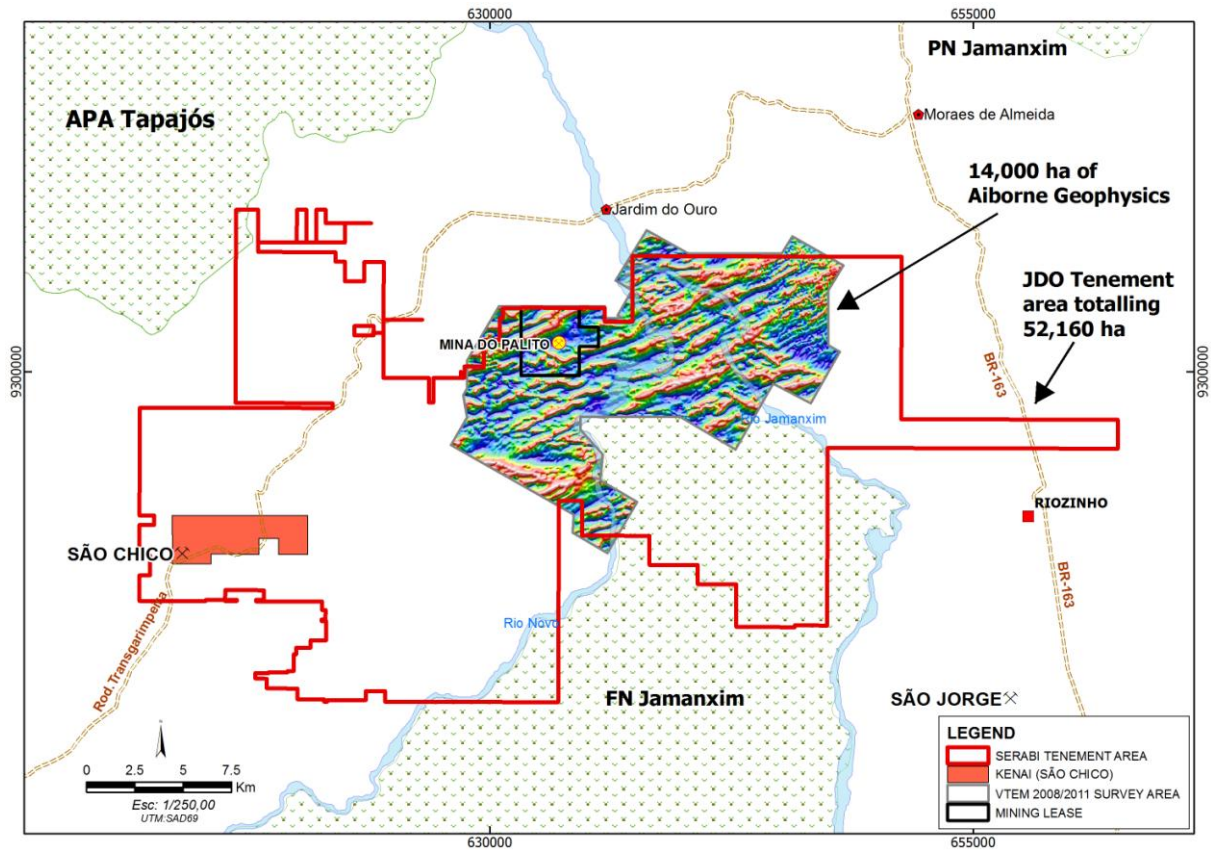 630000
655000
PN Jamanxim
APA Tapajós
Moraes de Almeida
14,000 ha of
Aiborne Geophysics
Jardim do Ouro
JDO Tenement
area totalling
52,160 ha
MINA DO PALITO
9300000
9300000
BR-163
Rio Jamanxim
RIOZINHO
SÃO CHICO
BR-163
Rod Transgarimpeira
Rio Novo
FN Jamanxim
SÃO JORGE
LEGEND
SERABI TENEMENT AREA
KENAI (SÃO CHICO)
VTEM 2008/2011 SURVEY AREA
MINING LEASE
0 2.5 5 7.5
Km
Esc: 1/250,00
UTM:SAD69
630000
655000